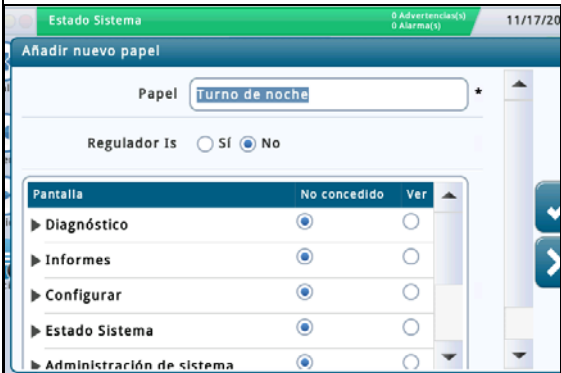 Estado Sistema
0 Advertencias(s)
0 Alarma(s)
11/17/20
Añadir nuevo papel
Papel Turno de noche *
Regulador Is Sí No
Pantalla No concedido Ver
Diagnóstico
Informes
Configurar
Estado Sistema
Administración de sistema